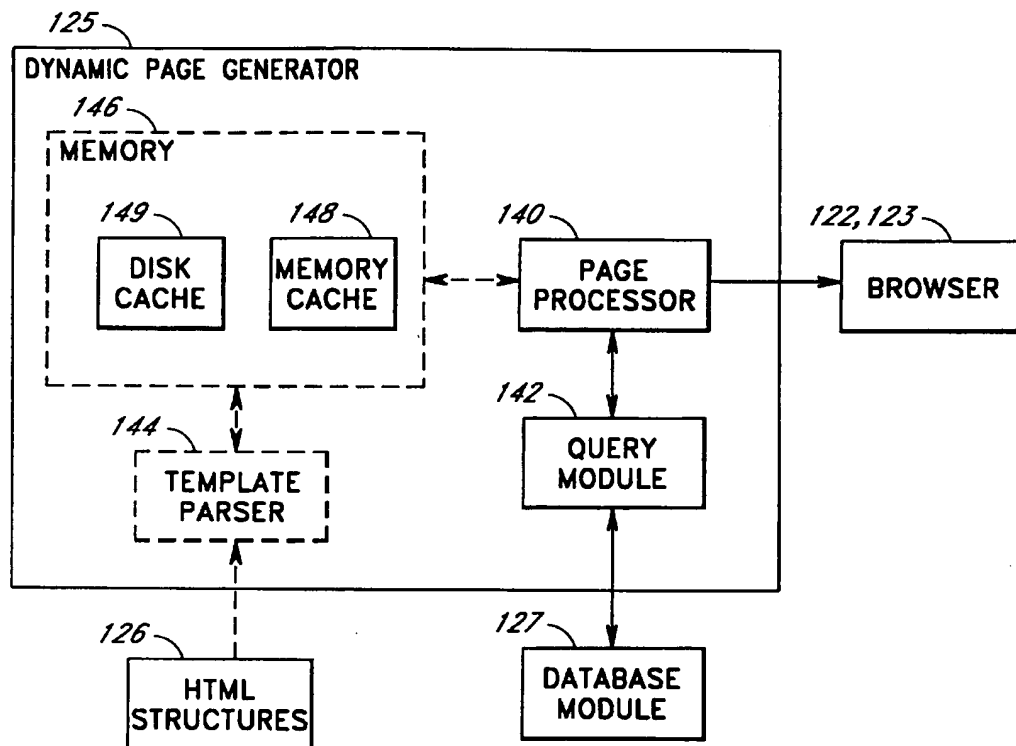 125
DYNAMIC PAGE GENERATOR
146
MEMORY
149
DISK
CACHE
148
MEMORY
CACHE
140
PAGE
PROCESSOR
122, 123
BROWSER
142
QUERY
MODULE
144
TEMPLATE
PARSER
126
HTML
STRUCTURES
127
DATABASE
MODULE